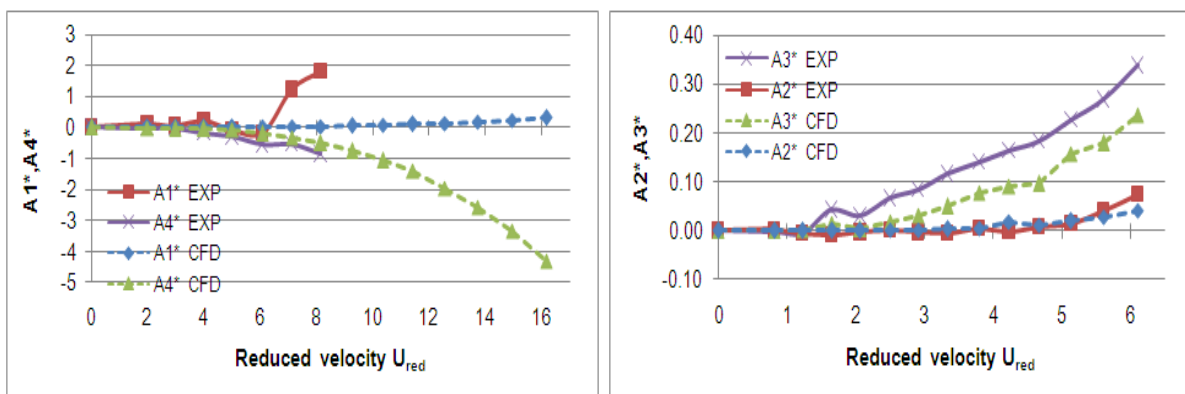 3
2
1
0
-1
-2
-3
-4
-5
A1*,A4*
A1* EXP
A4* EXP
A1* CFD
A4* CFD
0 2 4 6 8 10 12 14 16
Reduced velocity Ured
0.40
0.30
0.20
0.10
0.00
-0.10
A2*,A3*
A3* EXP
A2* EXP
A3* CFD
A2* CFD
0 1 2 3 4 5 6
Reduced velocity Ured